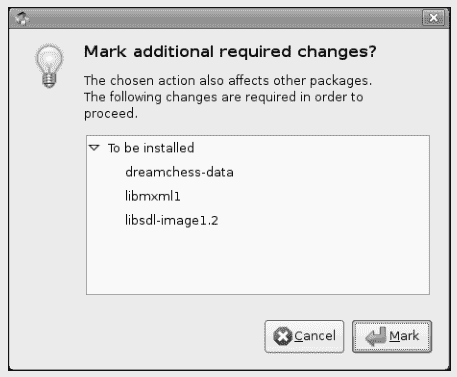 Mark additional required changes?
The chosen action also affects other packages.
The following changes are required in order to
proceed.
To be installed
dreamchess-data
libmxml1
libsdl-image1.2
Cancel
Mark